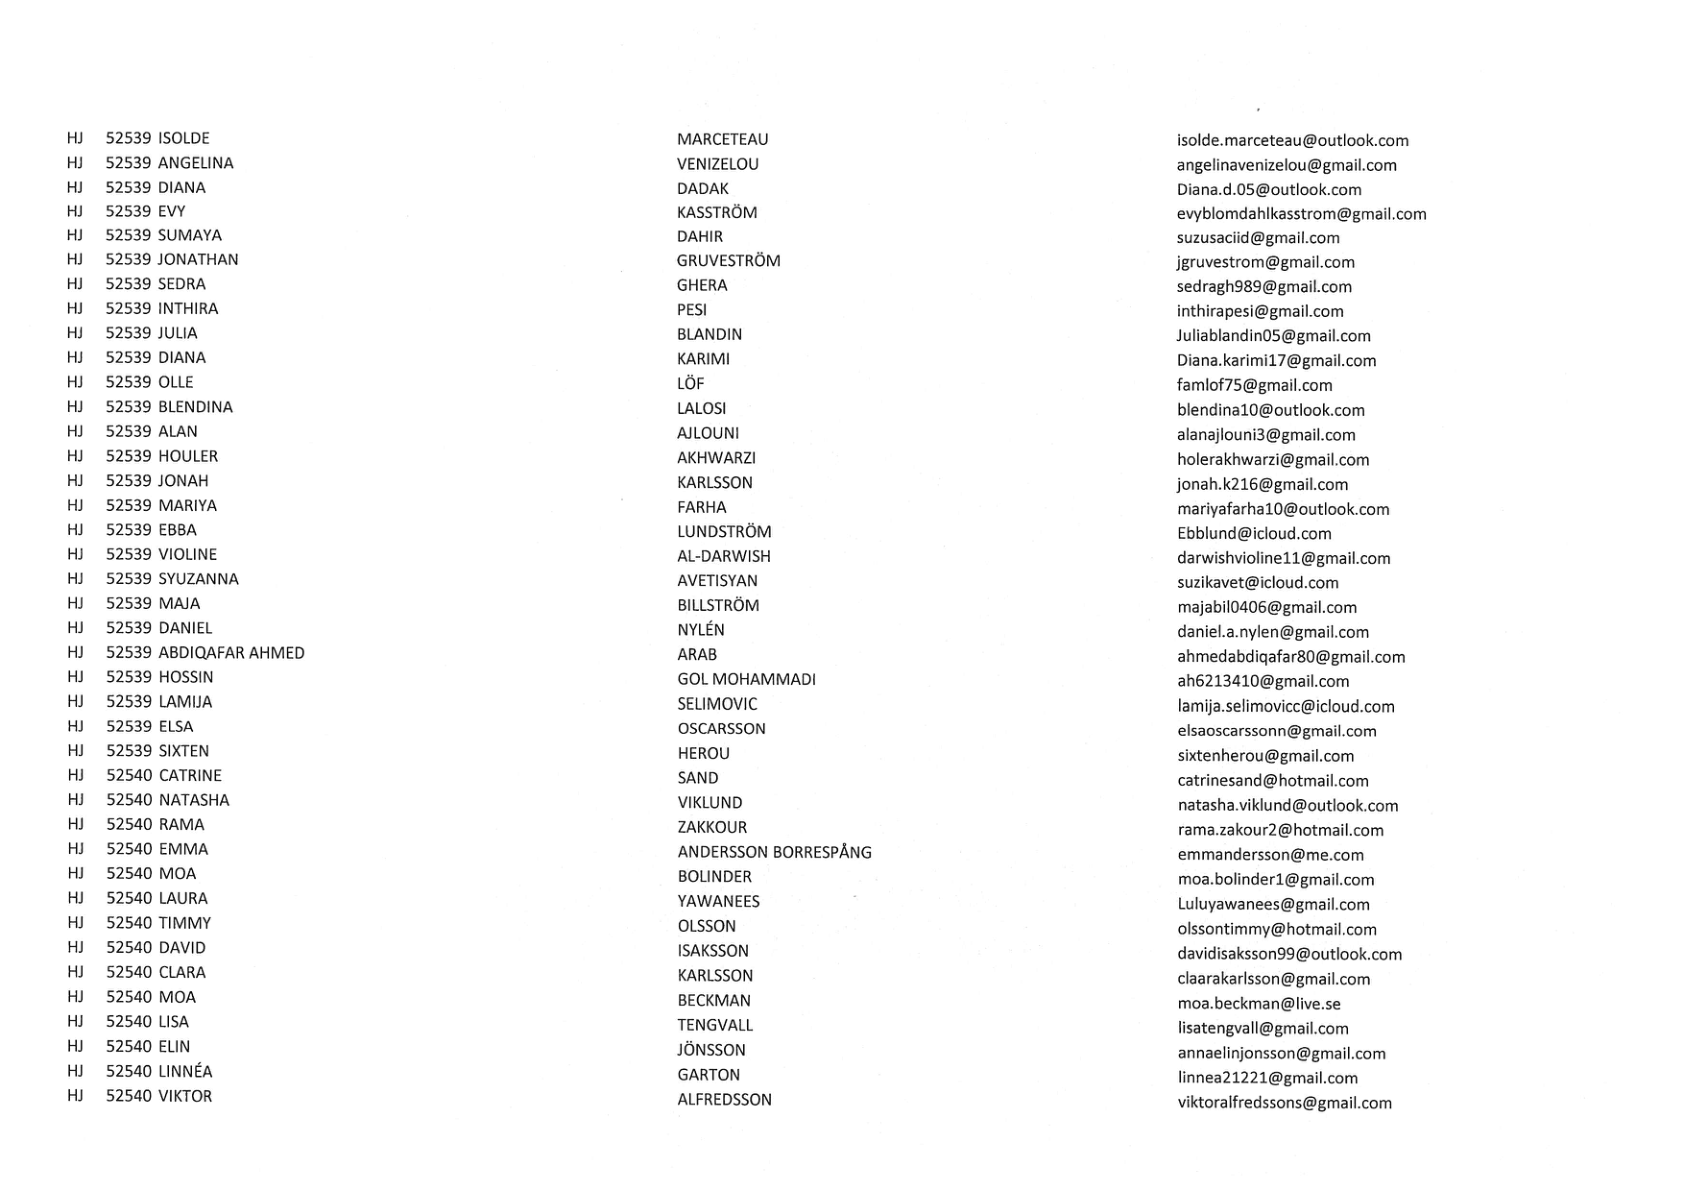 HJ 52539 ISOLDE MARCETEAU isolde.marceteau@outlook.com
HJ 52539 ANGELINA VENIZELOU angelinavenizelou@gmail.com
HJ 52539 DIANA DADAK Diana.d.05@outlook.com
HJ 52539 EVY KASSTRÖM evyblomdahlkasstrom@gmail.com
HJ 52539 SUMAYA DAHIR suzusaciid@gmail.com
HJ 52539 JONATHAN GRUVESTRÖM jgruvestrom@gmail.com
HJ 52539 SEDRA GHERA sedragh989@gmail.com
HJ 52539 INTHIRA PESI inthirapesi@gmail.com
HJ 52539 JULIA BLANDIN Juliablandin05@gmail.com
HJ 52539 DIANA KARIMI Diana.karimi17@gmail.com
HJ 52539 OLLE LÖF famlof75@gmail.com
HJ 52539 BLENDINA LALOSI blendina10@outlook.com
HJ 52539 ALAN AJLOUNI alanajlouni3@gmail.com
HJ 52539 HOULER AKHWARZI holerakhwarzi@gmail.com
HJ 52539 JONAH KARLSSON jonah.k216@gmail.com
HJ 52539 MARIYA FARHA mariyafarha10@outlook.com
HJ 52539 EBBA LUNDSTRÖM Ebblund@icloud.com
HJ 52539 VIOLINE AL-DARWISH darwishvioline11@gmail.com
HJ 52539 SYUZANNA AVETISYAN suzikavet@icloud.com
HJ 52539 MAJA BILLSTRÖM majabil0406@gmail.com
HJ 52539 DANIEL NYLÉN daniel.a.nylen@gmail.com
HJ 52539 ABDIQAFAR AHMED ARAB ahmedabdiqafar80@gmail.com
HJ 52539 HOSSIN GOL MOHAMMADI ah6213410@gmail.com
HJ 52539 LAMIJA SELIMOVIC lamija.selimovicc@icloud.com
HJ 52539 ELSA OSCARSSON elsaoscarssonn@gmail.com
HJ 52539 SIXTEN HEROU sixtenherou@gmail.com
HJ 52540 CATRINE SAND catrinesand@hotmail.com
HJ 52540 NATASHA VIKLUND natasha.viklund@outlook.com
HJ 52540 RAMA ZAKKOUR rama.zakour2@hotmail.com
HJ 52540 EMMA ANDERSSON BORRESPÅNG emmandersson@me.com
HJ 52540 MOA BOLINDER moa.bolinder1@gmail.com
HJ 52540 LAURA YAWANEES Luluyawanees@gmail.com
HJ 52540 TIMMY OLSSON olssontimmy@hotmail.com
HJ 52540 DAVID ISAKSSON davidisaksson99@outlook.com
HJ 52540 CLARA KARLSSON claarakarlsson@gmail.com
HJ 52540 MOA BECKMAN moa.beckman@live.se
HJ 52540 LISA TENGVALL lisatengvall@gmail.com
HJ 52540 ELIN JÖNSSON annaelinjonsson@gmail.com
HJ 52540 LINNÉA GARTON linnea21221@gmail.com
HJ 52540 VIKTOR ALFREDSSON viktoralfredssons@gmail.com